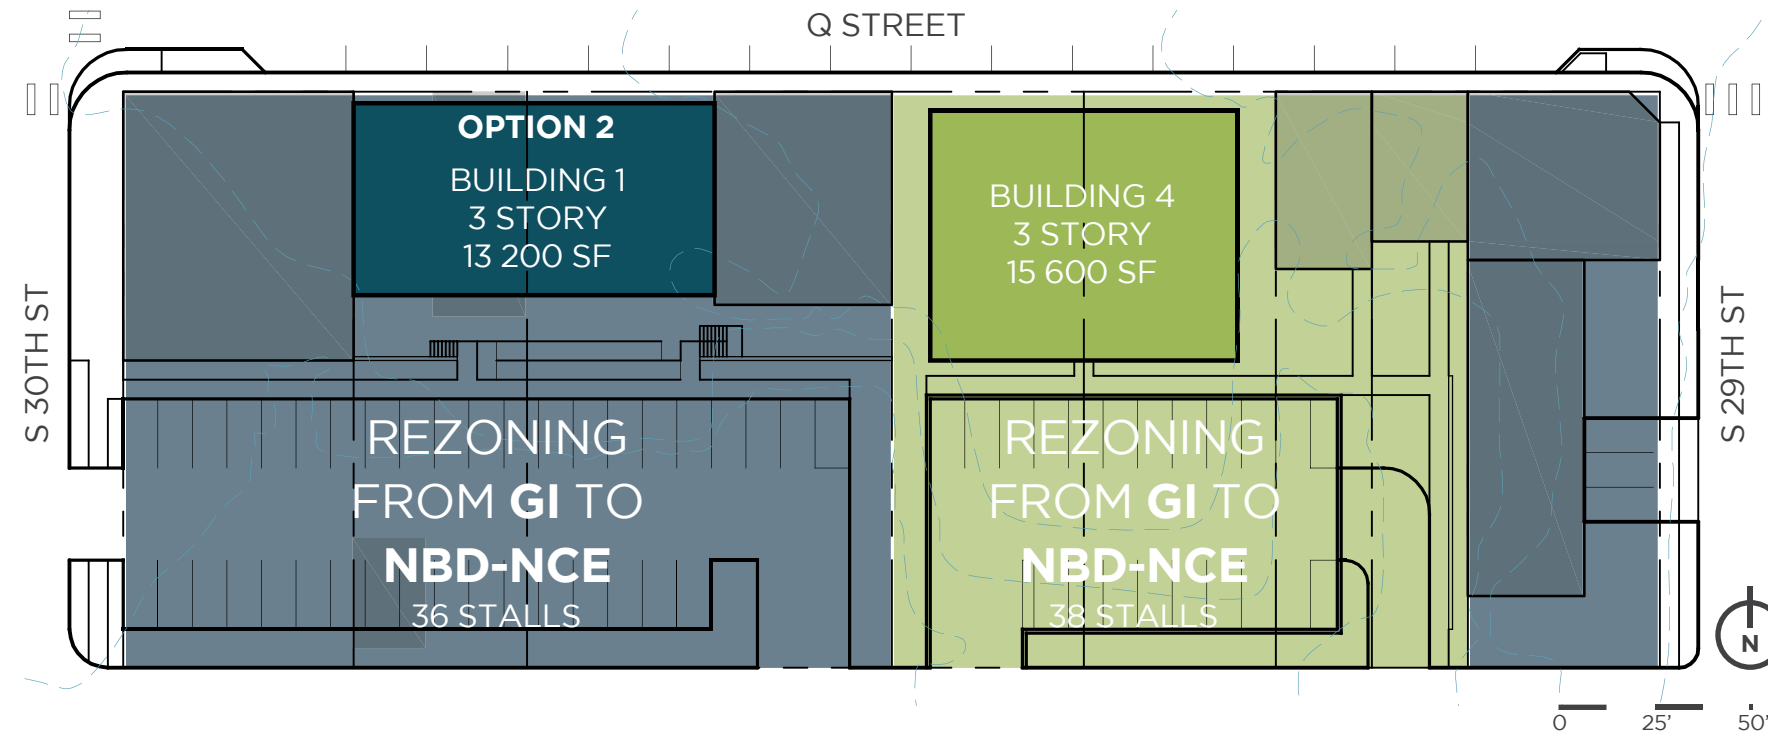 Q STREET
OPTION 2
BUILDING 1
3 STORY
13 200 SF
BUILDING 4
3 STORY
15 600 SF
S 30TH ST
S 29TH ST
REZONING
FROM GI TO
NBD-NCE
36 STALLS
REZONING
FROM GI TO
NBD-NCE
38 STALLS
N
0 25' 50'